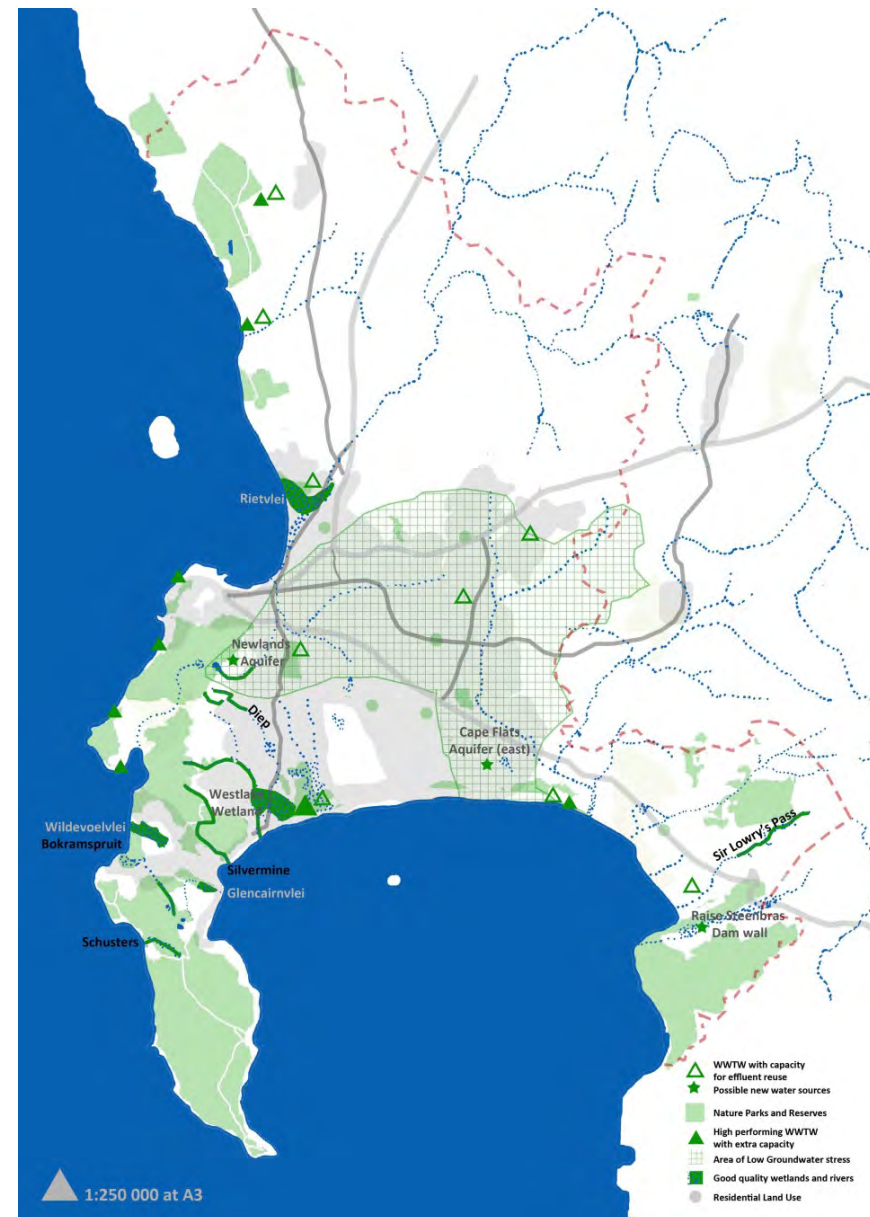 Rietvlei
Newlands
Aquifer
Diep
Cape Flats
Aquifer (east)
Westlake
Wetland
Wildevoelvlei
Bokramspruit
Sir Lowry's Pass
Silvermine
Glencairnvlei
Raise Steenbras
Dam wall
Schusters
WWTW with capacity
for effluent reuse
Possible new water sources
Nature Parks and Reserves
High performing WWTW
with extra capacity
Area of Low Groundwater stress
Good quality wetlands and rivers
Residential Land Use
1:250 000 at A3